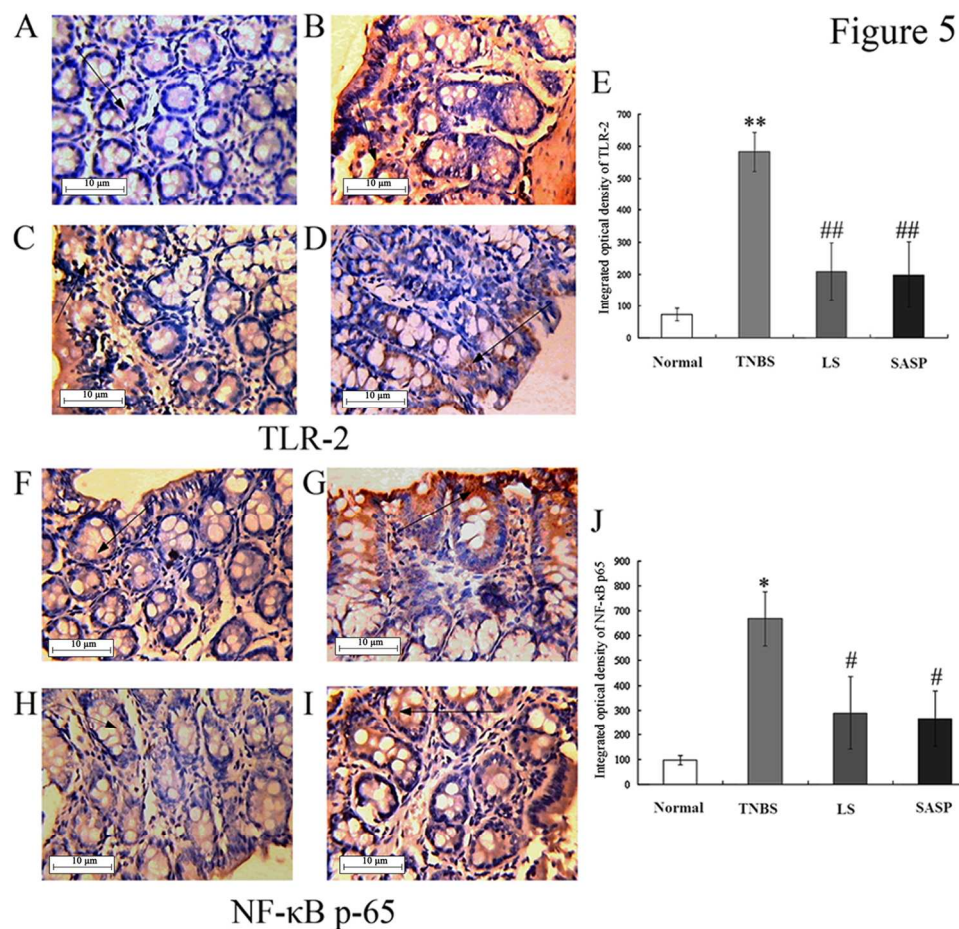 Figure 5
A
B
10 μm
10 μm
C
D
10 μm
10 μm
TLR-2
E
Integrated optical density of TLR-2
700
600
500
400
300
200
100
0
**
##
##
Normal TNBS LS SASP
F
G
10 μm
10 μm
H
I
10 μm
10 μm
NF-κB p-65
J
Integrated optical density of NF-κB p65
900
800
700
600
500
400
300
200
100
0
*
#
#
Normal TNBS LS SASP